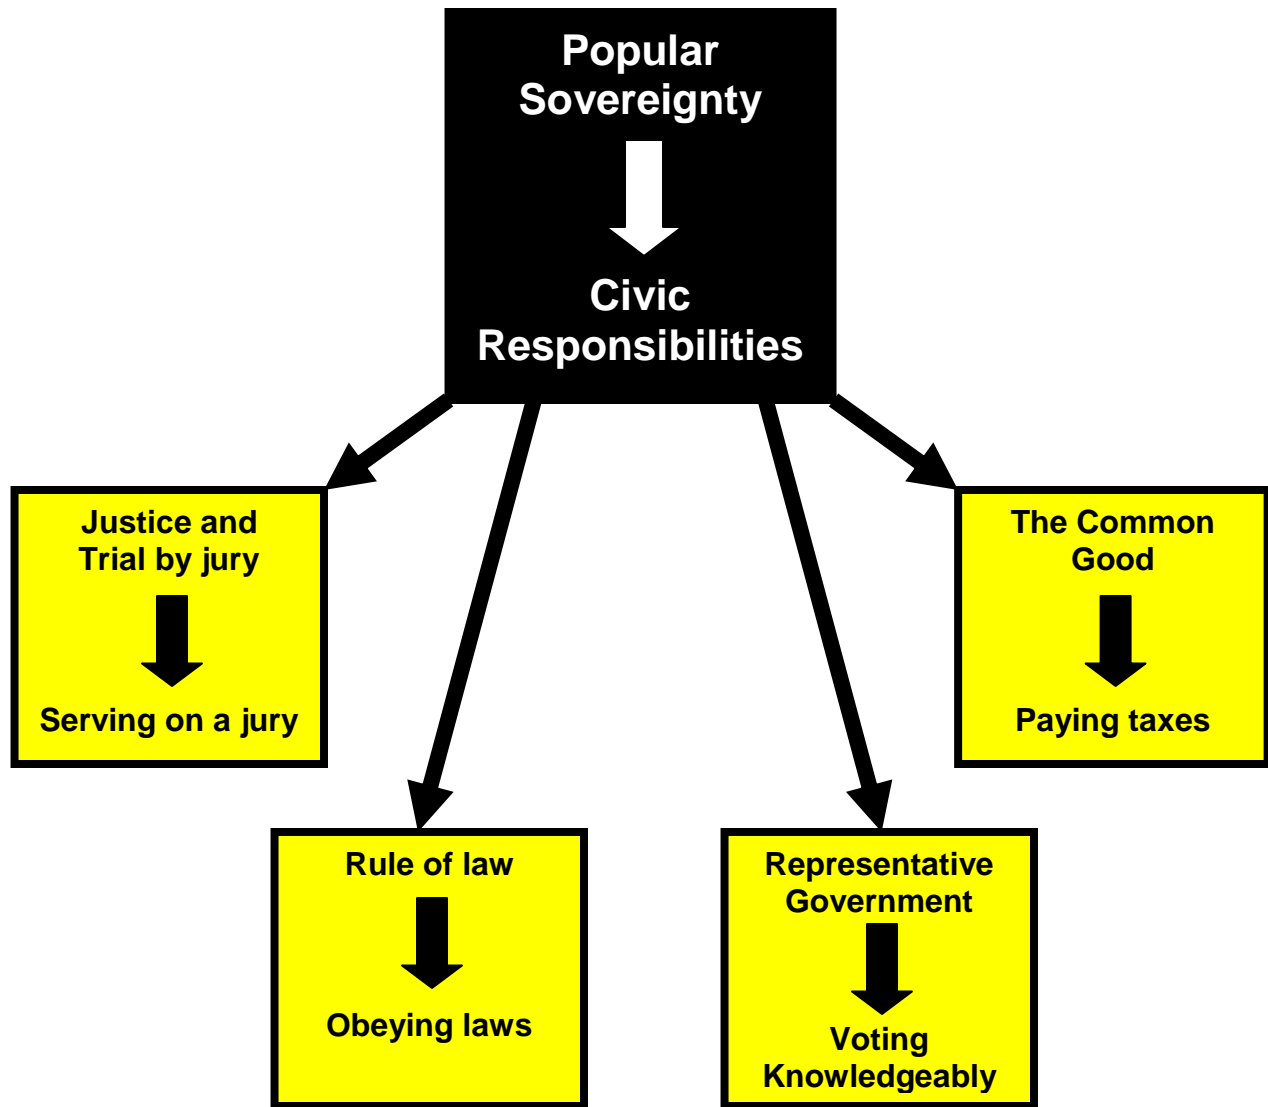 Popular
Sovereignty
Civic
Responsibilities
Justice and
Trial by jury
Serving on a jury
The Common
Good
Paying taxes
Rule of law
Obeying laws
Representative
Government
Voting
Knowledgeably